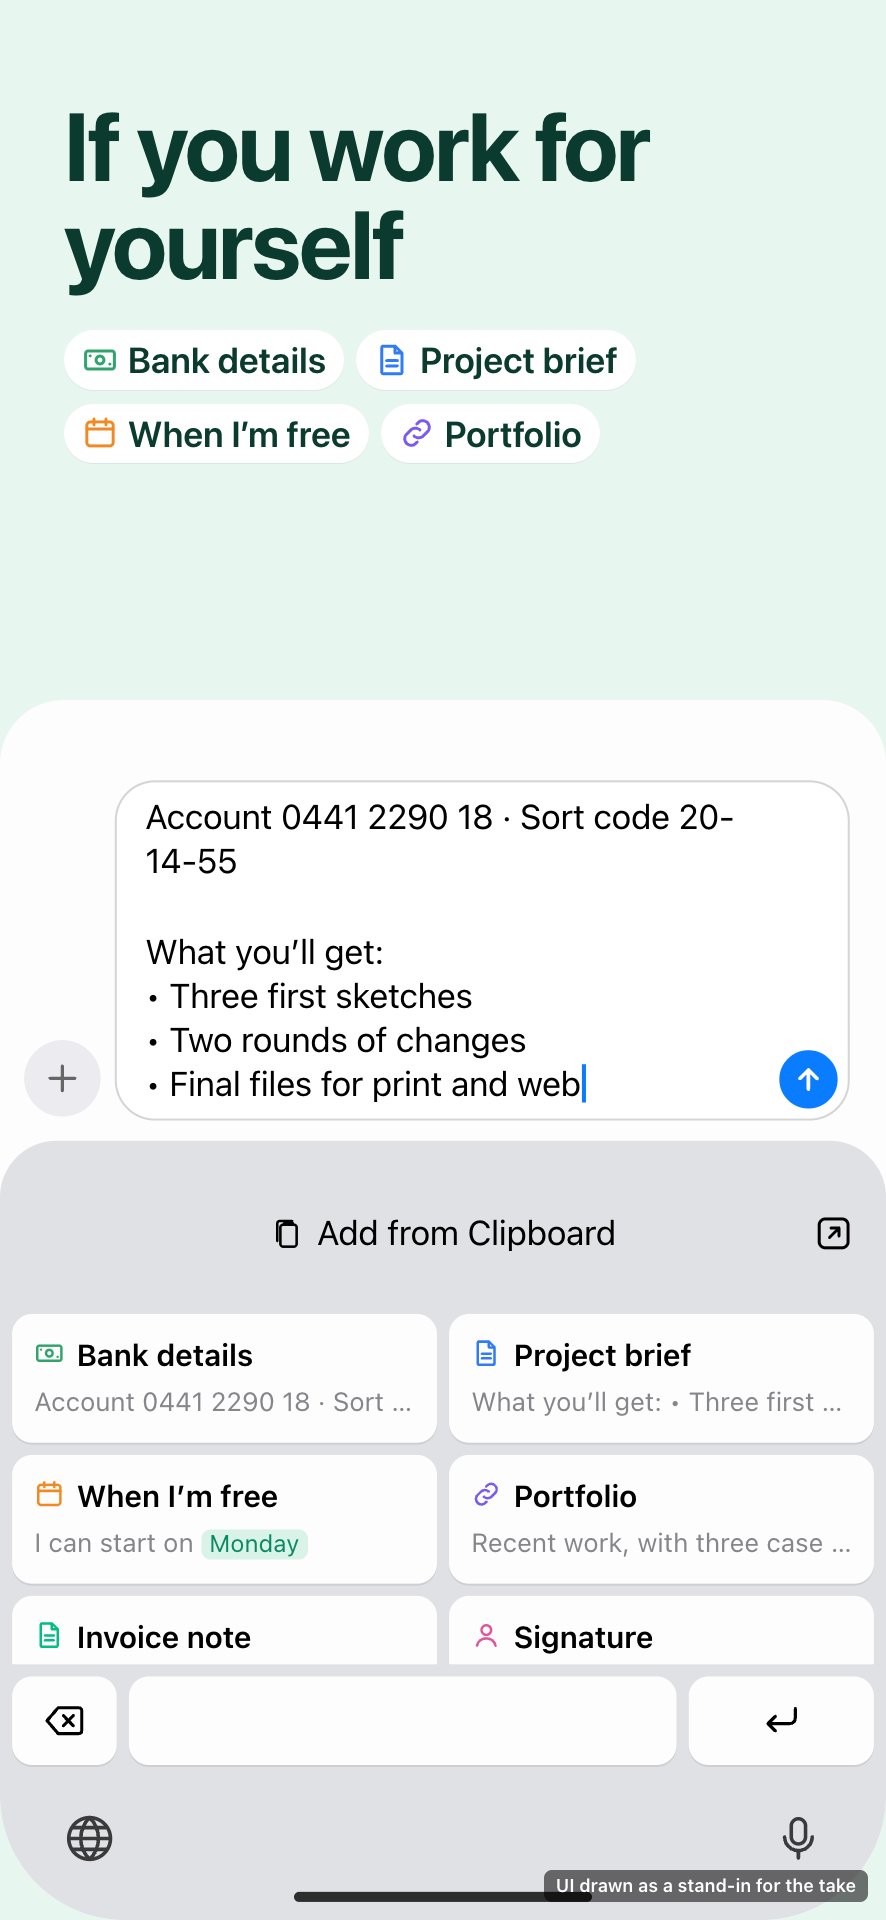 If you work for
yourself
Bank details
Project brief
When I’m free
Portfolio
Account 0441 2290 18 · Sort code 20-
14-55
What you’ll get:
• Three first sketches
• Two rounds of changes
• Final files for print and web
Add from Clipboard
Bank details
Account 0441 2290 18 · Sort ...
Project brief
What you’ll get: • Three first ...
When I’m free
I can start on Monday
Portfolio
Recent work, with three case ...
Invoice note
Signature
UI drawn as a stand-in for the take